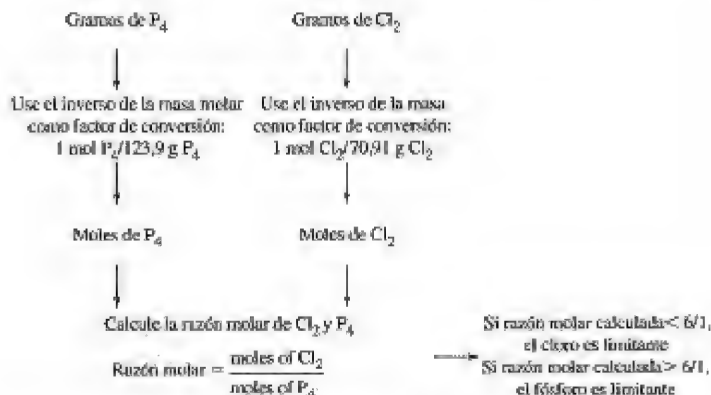 Gramos de P4
Gramos de Cl2
Use el inverso de la masa molar
como factor de conversión:
1 mol P4/123,9 g P4
Use el inverso de la masa
como factor de conversión:
1 mol Cl2/70,91 g Cl2
Moles de P4
Moles de Cl2
Calcule la razón molar de Cl2 y P4
Razón molar = moles of Cl2
moles of P4
Si razón molar calculada < 6/1,
el cloro es limitante
Si razón molar calculada > 6/1,
el fósforo es limitante